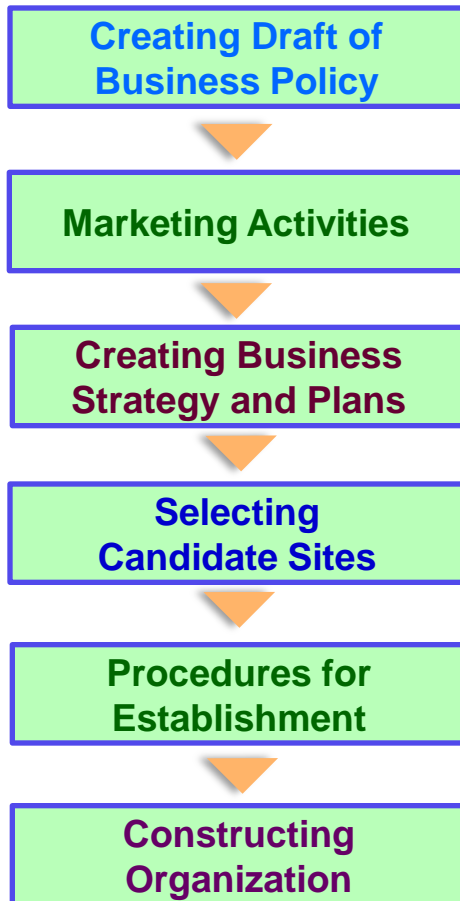 Creating Draft of
Business Policy
Marketing Activities
Creating Business
Strategy and Plans
Selecting
Candidate Sites
Procedures for
Establishment
Constructing
Organization